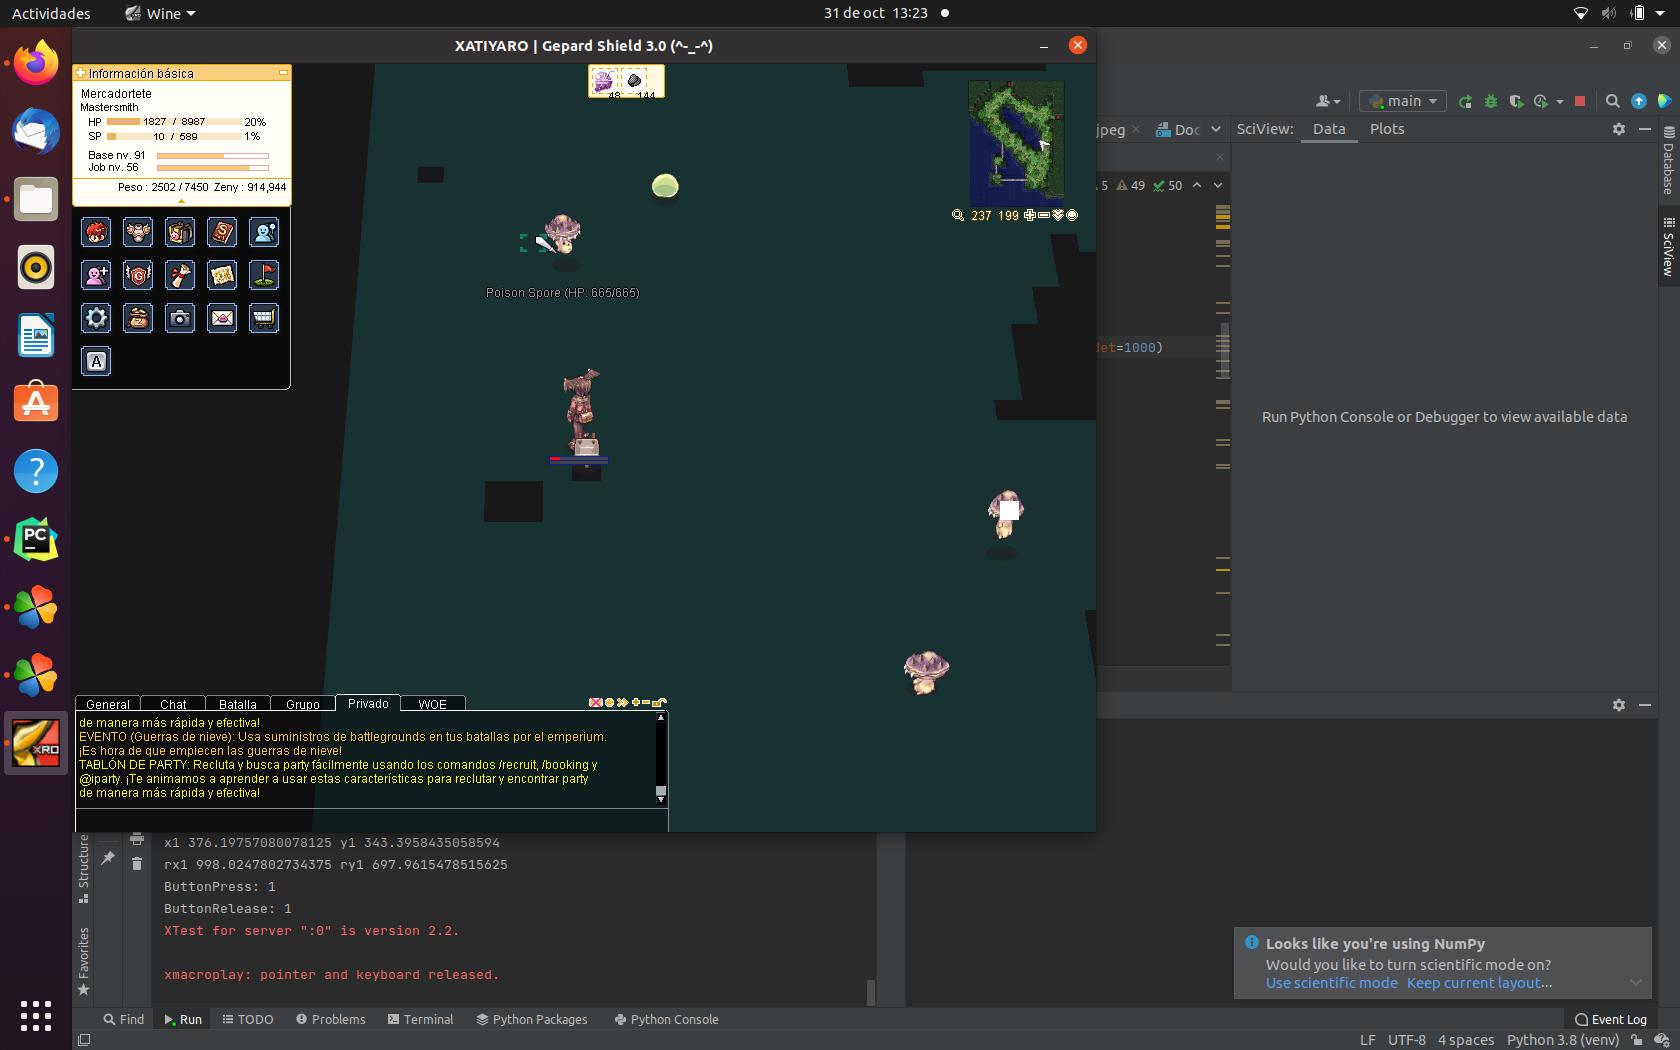 Actividades
Wine
31 de oct 13:23
XATIYARO | Gepard Shield 3.0 (^-_-^)
Información básica
Mercadortete
Mastersmith
HP 1827 / 8987 20%
SP 10 / 589 1%
Base nv. 91
Job nv. 56
Peso : 2502 / 7450 Zeny : 914,944
48 144
237 199
Poison Spore (HP: 665/665)
main
jpeg
Doc
SciView: Data Plots
5 49 50
det=1000)
Run Python Console or Debugger to view available data
Database
SciView
General Chat Batalla Grupo Privado WOE
de manera más rápida y efectiva!
EVENTO (Guerras de nieve): Usa suministros de battlegrounds en tus batallas por el emperium.
¡Es hora de que empiecen las guerras de nieve!
TABLÓN DE PARTY: Recluta y busca party fácilmente usando los comandos /recruit, /booking y
@iparty. ¡Te animamos a aprender a usar estas características para reclutar y encontrar party
de manera más rápida y efectiva!
XRO
PC
A
Structure
Favorites
x1 376.19757080078125 y1 343.3958435058594
rx1 998.0247802734375 ry1 697.9615478515625
ButtonPress: 1
ButtonRelease: 1
XTest for server ":0" is version 2.2.
xmacroplay: pointer and keyboard released.
Looks like you're using NumPy
Would you like to turn scientific mode on?
Use scientific mode Keep current layout...
Find Run TODO Problems Terminal Python Packages Python Console
Event Log
LF UTF-8 4 spaces Python 3.8 (venv)